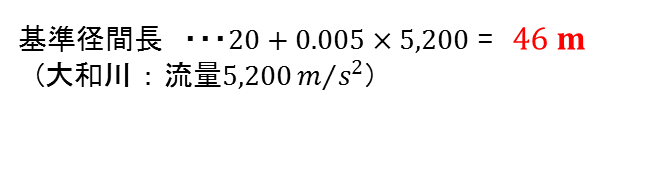 基準径間長 ・・・20 + 0.005 × 5,200 = 46 m
（大和川：流量5,200 m/s²）